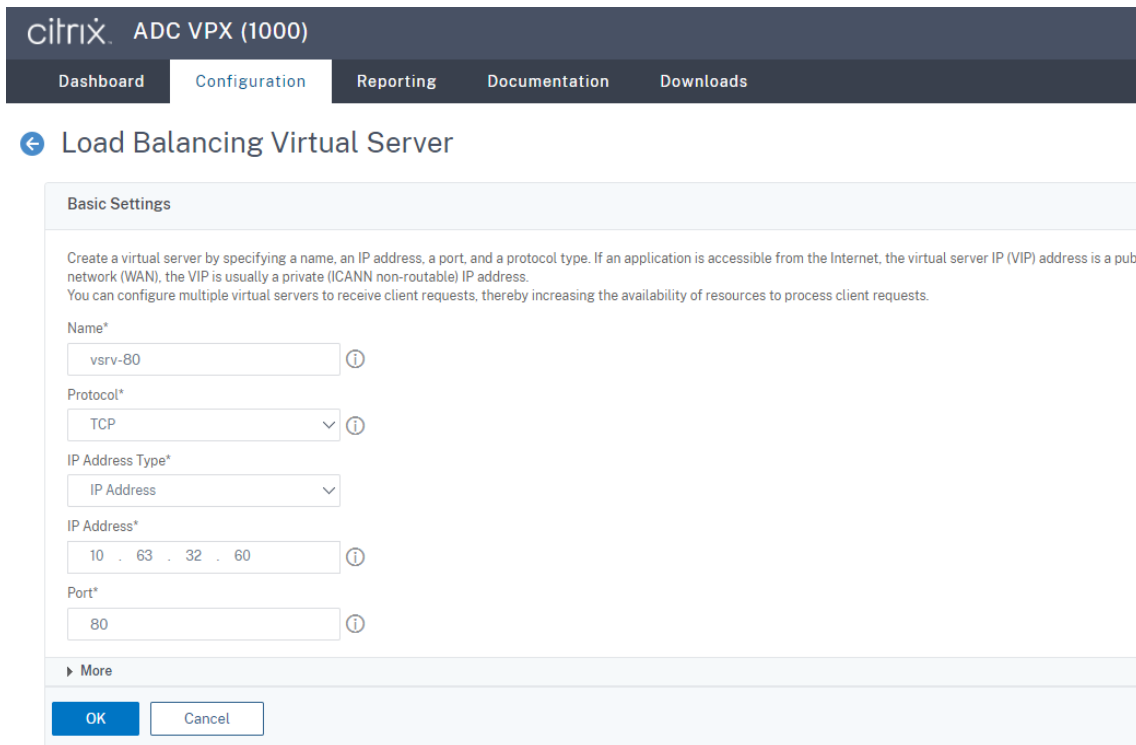 citrix. ADC VPX (1000)
Dashboard Configuration Reporting Documentation Downloads
Load Balancing Virtual Server
Basic Settings
Create a virtual server by specifying a name, an IP address, a port, and a protocol type. If an application is accessible from the Internet, the virtual server IP (VIP) address is a pub
network (WAN), the VIP is usually a private (ICANN non-routable) IP address.
You can configure multiple virtual servers to receive client requests, thereby increasing the availability of resources to process client requests.
Name*
vsrv-80
Protocol*
TCP
IP Address Type*
IP Address
IP Address*
10 . 63 . 32 . 60
Port*
80
More
OK Cancel